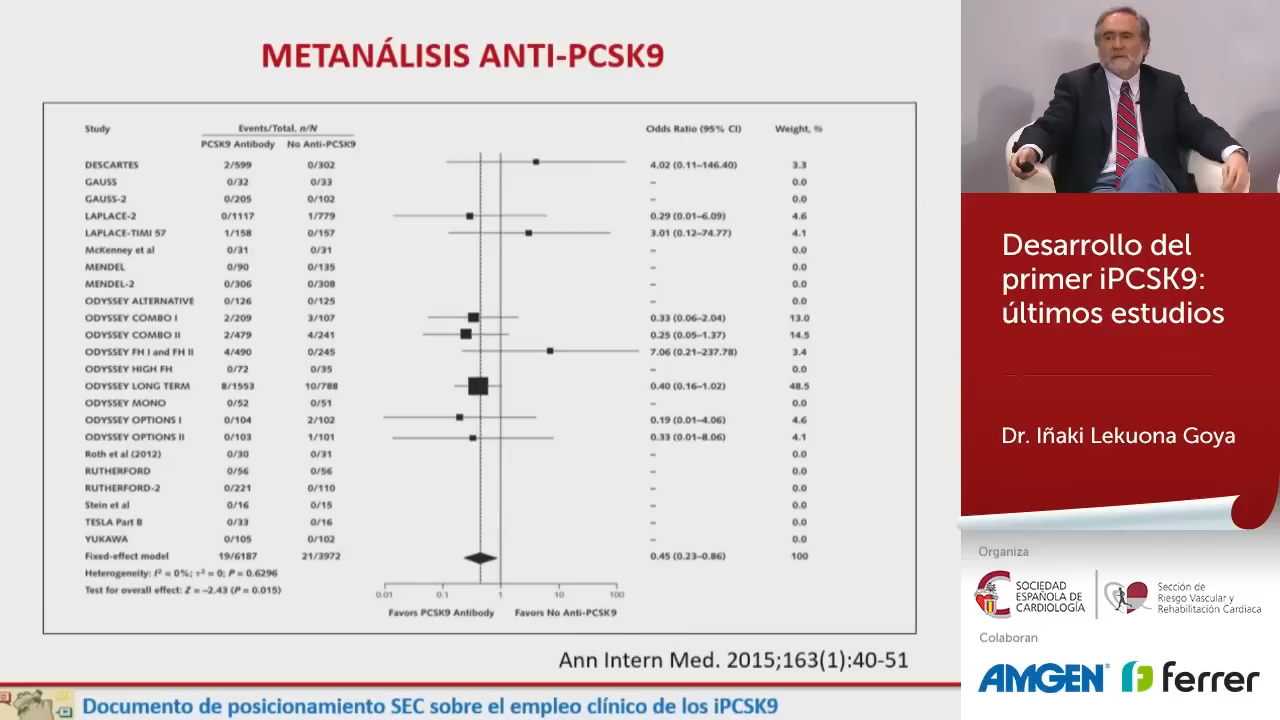 METANÁLISIS ANTI-PCSK9
Study Events/Total, n/N Odds Ratio (95% CI) Weight, %
PCSK9 Antibody No Anti-PCSK9
DESCARTES 2/599 0/302 4.02 (0.11–146.40) 3.3
GAUSS 0/32 0/33 – 0.0
GAUSS-2 0/205 0/102 – 0.0
LAPLACE-2 0/1117 1/779 0.29 (0.01–6.09) 4.6
LAPLACE-TIMI 57 1/158 0/157 3.01 (0.12–74.77) 4.1
McKenney et al 0/31 0/31 – 0.0
MENDEL 0/90 0/135 – 0.0
MENDEL-2 0/306 0/308 – 0.0
ODYSSEY ALTERNATIVE 0/126 0/125 – 0.0
ODYSSEY COMBO I 2/209 3/107 0.33 (0.06–2.04) 13.0
ODYSSEY COMBO II 2/479 4/241 0.25 (0.05–1.37) 14.5
ODYSSEY FH I and FH II 4/490 0/245 7.06 (0.21–237.78) 3.4
ODYSSEY HIGH FH 0/72 0/35 – 0.0
ODYSSEY LONG TERM 8/1553 10/788 0.40 (0.16–1.02) 48.5
ODYSSEY MONO 0/52 0/51 – 0.0
ODYSSEY OPTIONS I 0/104 2/102 0.19 (0.01–4.06) 4.6
ODYSSEY OPTIONS II 0/103 1/101 0.33 (0.01–8.06) 4.1
Roth et al (2012) 0/30 0/31 – 0.0
RUTHERFORD 0/56 0/56 – 0.0
RUTHERFORD-2 0/221 0/110 – 0.0
Stein et al 0/16 0/15 – 0.0
TESLA Part B 0/33 0/16 – 0.0
YUKAWA 0/105 0/102 – 0.0
Fixed-effect model 19/6187 21/3972 0.45 (0.23–0.86) 100
Heterogeneity: I² = 0%; τ² = 0; P = 0.6296
Test for overall effect: Z = –2.43 (P = 0.015)
0.01 0.1 1 10 100
Favors PCSK9 Antibody Favors No Anti-PCSK9
Ann Intern Med. 2015;163(1):40-51
Documento de posicionamiento SEC sobre el empleo clínico de los iPCSK9
Desarrollo del
primer iPCSK9:
últimos estudios
Dr. Iñaki Lekuona Goya
Organiza
SOCIEDAD
ESPAÑOLA DE
CARDIOLOGÍA
Sección de
Riesgo Vascular y
Rehabilitación Cardiaca
Colaboran
AMGEN®
ferrer